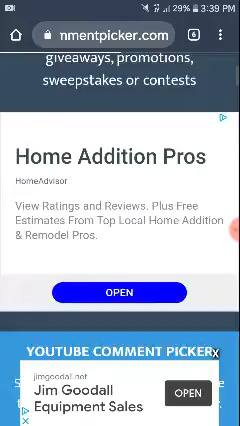 29% 3:39 PM
nmentpicker.com
6
giveaways, promotions,
sweepstakes or contests
Home Addition Pros
HomeAdvisor
View Ratings and Reviews. Plus Free
Estimates From Top Local Home Addition
& Remodel Pros.
OPEN
YOUTUBE COMMENT PICKER
X
jimgoodall.net
Jim Goodall
Equipment Sales
OPEN